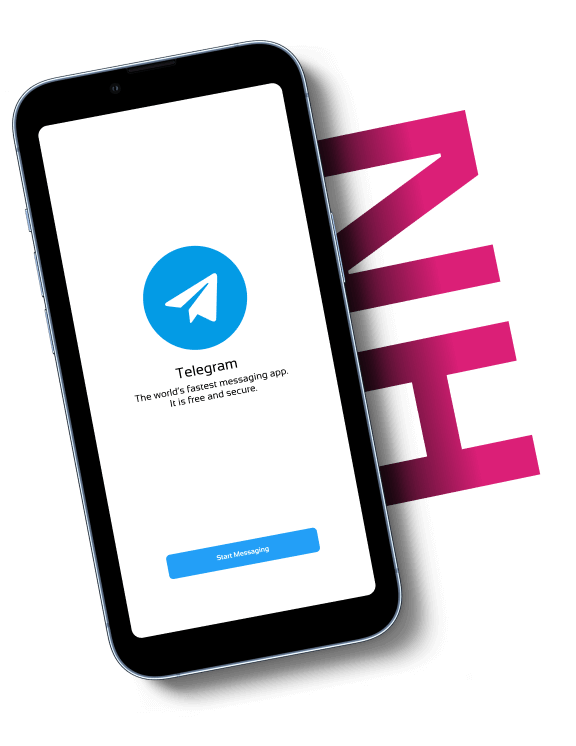 Telegram
The world's fastest messaging app.
It is free and secure.
Start Messaging
NH